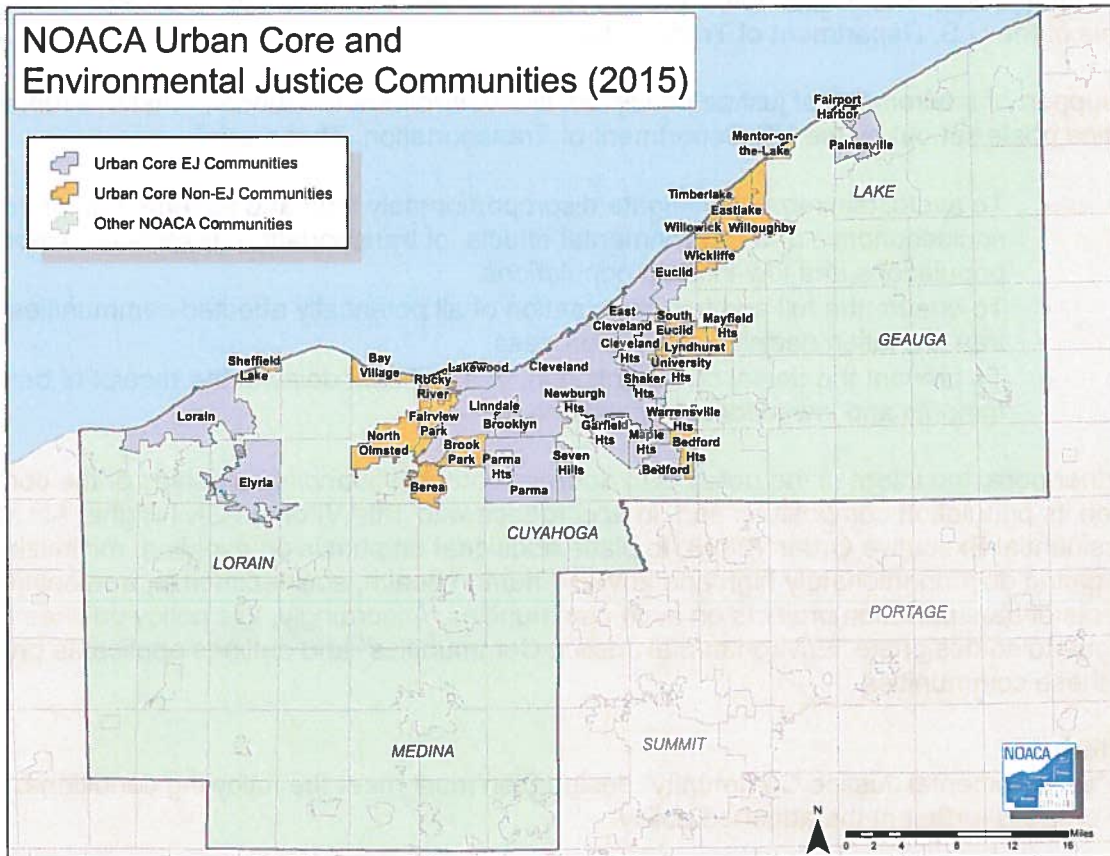 NOACA Urban Core and
Environmental Justice Communities (2015)
Urban Core EJ Communities
Urban Core Non-EJ Communities
Other NOACA Communities
Fairport
Harbor
Mentor-on-
the-Lake
Painesville
LAKE
Timberlake
Eastlake
Willowick
Willoughby
Wickliffe
Euclid
East
Cleveland
South
Euclid
Mayfield
Hts
Cleveland
Hts
Lyndhurst
University
Hts
GEAUGA
Shaker
Hts
Sheffield
Lake
Bay
Village
Lakewood
Cleveland
Rocky
River
Lorain
Linndale
Newburgh
Hts
Brooklyn
Fairview
Park
Warrensville
Hts
Garfield
Hts
Maple
Hts
North
Olmsted
Brook
Park
Parma
Hts
Seven
Hills
Bedford
Hts
Bedford
Elyria
Berea
Parma
CUYAHOGA
LORAIN
PORTAGE
MEDINA
SUMMIT
NOACA
N
0 2 4 8 12 16
Miles